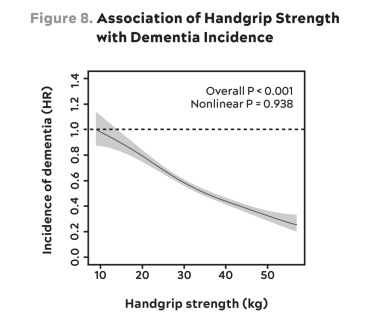 Figure 8. Association of Handgrip Strength
with Dementia Incidence
Overall P < 0.001
Nonlinear P = 0.938
Incidence of dementia (HR)
1.4
1.2
1.0
0.8
0.6
0.4
0.2
0.0
10 20 30 40 50
Handgrip strength (kg)